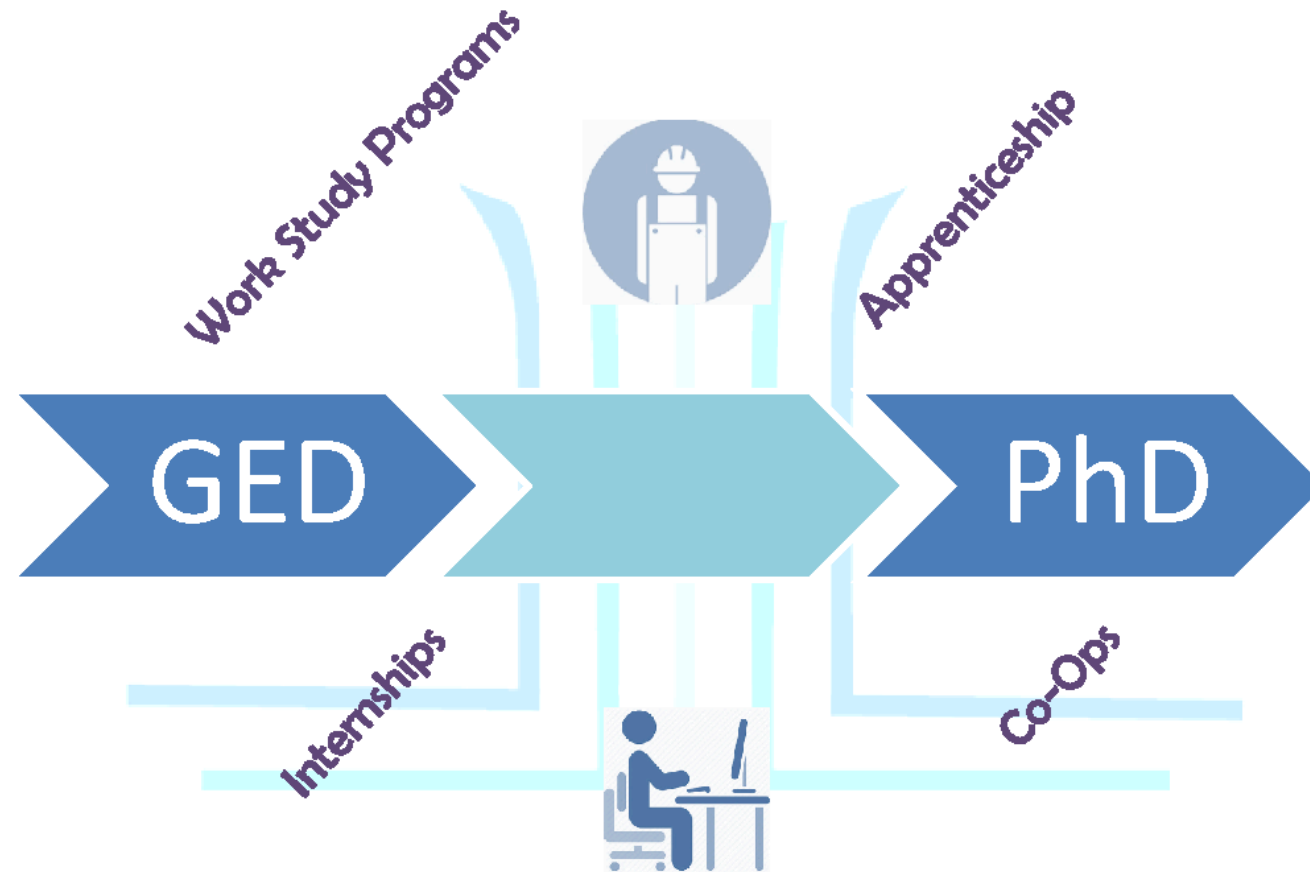 Work Study Programs
Apprenticeship
GED
PhD
Internships
Co-Ops